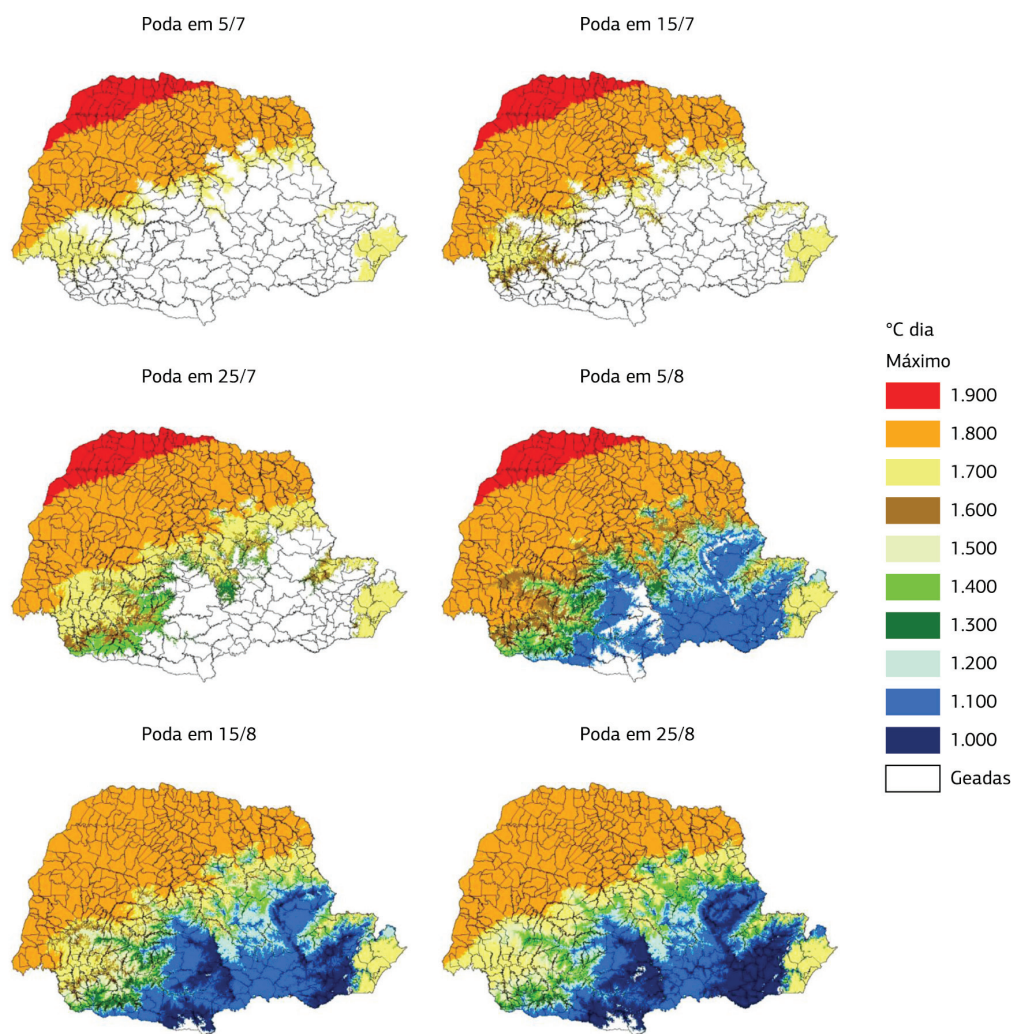 Poda em 5/7
Poda em 15/7
Poda em 25/7
Poda em 5/8
Poda em 15/8
Poda em 25/8
°C dia
Máximo
1.900
1.800
1.700
1.600
1.500
1.400
1.300
1.200
1.100
1.000
Geadas